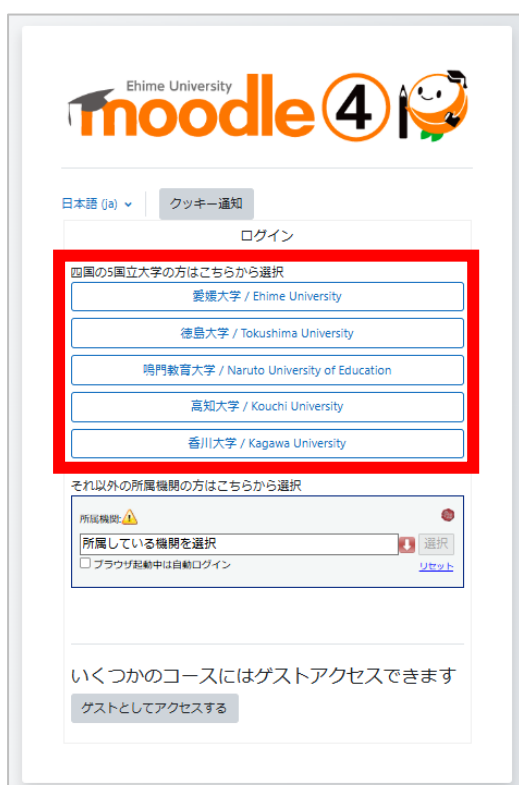 Ehime University
moodle 4
日本語 (ja)
クッキー通知
ログイン
四国の5国立大学の方はこちらから選択
愛媛大学 / Ehime University
徳島大学 / Tokushima University
鳴門教育大学 / Naruto University of Education
高知大学 / Kouchi University
香川大学 / Kagawa University
それ以外の所属機関の方はこちらから選択
所属機関:
所属している機関を選択
選択
ブラウザ起動中は自動ログイン
リセット
いくつかのコースにはゲストアクセスできます
ゲストとしてアクセスする